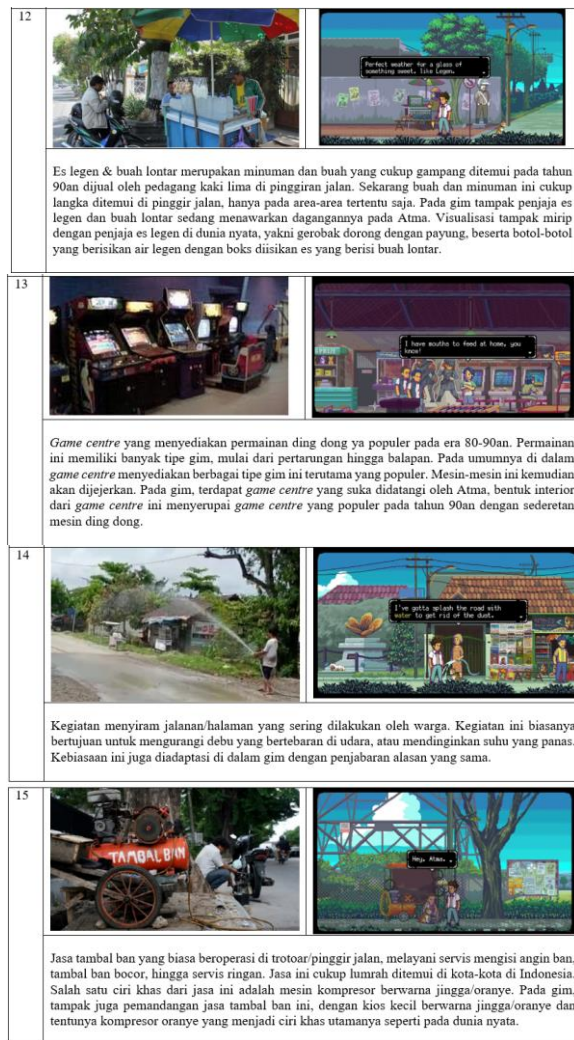 12
Perfect weather for a glass of
something sweet, like Legen.
Es legen & buah lontar merupakan minuman dan buah yang cukup gampang ditemui pada tahun
90an dijual oleh pedagang kaki lima di pinggiran jalan. Sekarang buah dan minuman ini cukup
langka ditemui di pinggir jalan, hanya pada area-area tertentu saja. Pada gim tampak penjaja es
legen dan buah lontar sedang menawarkan dagangannya pada Atma. Visualisasi tampak mirip
dengan penjaja es legen di dunia nyata, yakni gerobak dorong dengan payung, beserta botol-botol
yang berisikan air legen dengan boks diisikan es yang berisi buah lontar.
13
I have mouths to feed at home, you
know!
Game centre yang menyediakan permainan ding dong ya populer pada era 80-90an. Permainan
ini memiliki banyak tipe gim, mulai dari pertarungan hingga balapan. Pada umumnya di dalam
game centre menyediakan berbagai tipe gim ini terutama yang populer. Mesin-mesin ini kemudian
akan dijejerkan. Pada gim, terdapat game centre yang suka didatangi oleh Atma, bentuk interior
dari game centre ini menyerupai game centre yang populer pada tahun 90an dengan sederetan
mesin ding dong.
14
I've gotta splash the road with
water to get rid of the dust.
Kegiatan menyiram jalanan/halaman yang sering dilakukan oleh warga. Kegiatan ini biasanya
bertujuan untuk mengurangi debu yang bertebaran di udara, atau mendinginkan suhu yang panas.
Kebiasaan ini juga diadaptasi di dalam gim dengan penjabaran alasan yang sama.
15
TAMBAL BAN
Hey, Atma.
Jasa tambal ban yang biasa beroperasi di trotoar/pinggir jalan, melayani servis mengisi angin ban,
tambal ban bocor, hingga servis ringan. Jasa ini cukup lumrah ditemui di kota-kota di Indonesia.
Salah satu ciri khas dari jasa ini adalah mesin kompresor berwarna jingga/oranye. Pada gim,
tampak juga pemandangan jasa tambal ban ini, dengan kios kecil berwarna jingga/oranye dan
tentunya kompresor oranye yang menjadi ciri khas utamanya seperti pada dunia nyata.